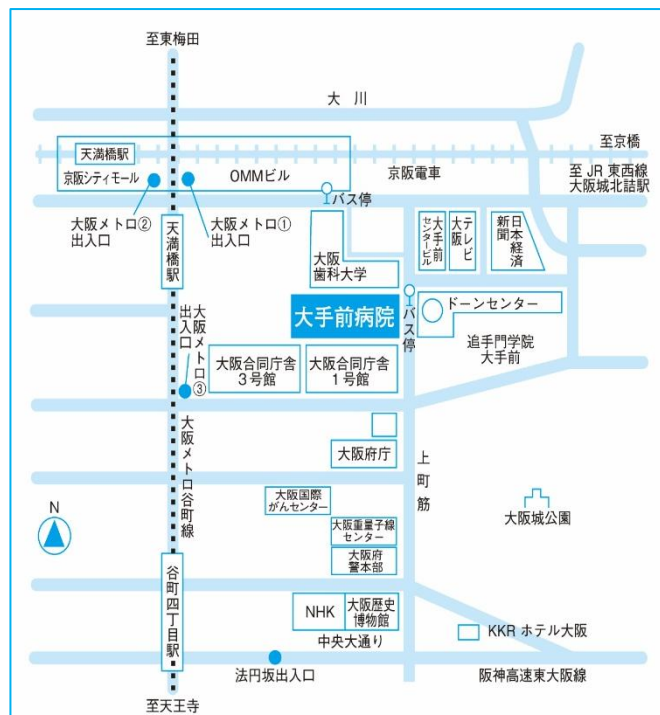 至東梅田
大 川
至京橋
天満橋駅
京阪シティモール
OMMビル
京阪電車
至 JR 東西線
大阪城北詰駅
バス停
大阪メトロ②
出入口
大阪メトロ①
出入口
天満橋駅
大阪
歯科大学
大手前
センタービル
テレビ
大阪
日本経済
新聞
大手前病院
バス停
ドーンセンター
追手門学院
大手前
大阪メトロ③
出入口
大阪合同庁舎
3号館
大阪合同庁舎
1号館
大阪メトロ谷町線
大阪府庁
上町筋
N
大阪国際
がんセンター
大阪重量子線
センター
大阪府
警本部
大阪城公園
谷町四丁目駅
NHK
大阪歴史
博物館
KKR ホテル大阪
中央大通り
法円坂出入口
阪神高速東大阪線
至天王寺